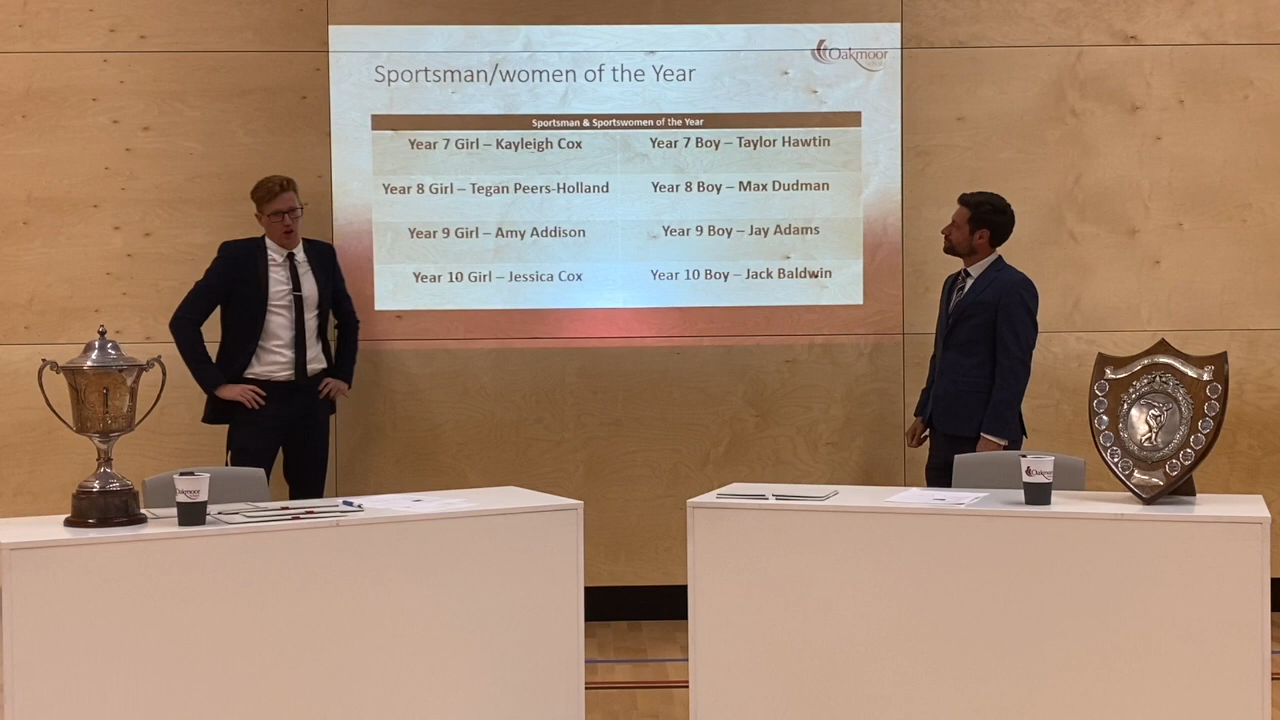 Oakmoor
Sportsman/women of the Year
Sportsman & Sportswomen of the Year
Year 7 Girl – Kayleigh Cox
Year 7 Boy – Taylor Hawtin
Year 8 Girl – Tegan Peers-Holland
Year 8 Boy – Max Dudman
Year 9 Girl – Amy Addison
Year 9 Boy – Jay Adams
Year 10 Girl – Jessica Cox
Year 10 Boy – Jack Baldwin
Oakmoor
Oakmoor